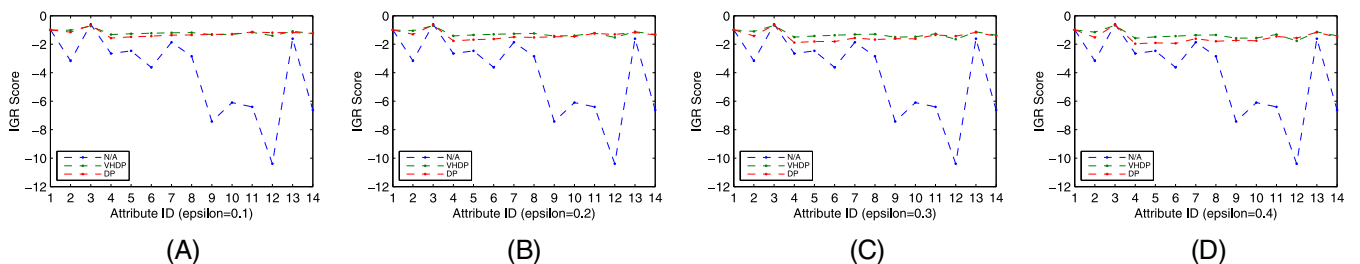 0
−2
−4
−6
−8
−10
−12
IGR Score
N/A
VHDP
DP
1 2 3 4 5 6 7 8 9 10 11 12 13 14
Attribute ID (epsilon=0.1)
(A)
0
−2
−4
−6
−8
−10
−12
IGR Score
N/A
VHDP
DP
1 2 3 4 5 6 7 8 9 10 11 12 13 14
Attribute ID (epsilon=0.2)
(B)
0
−2
−4
−6
−8
−10
−12
IGR Score
N/A
VHDP
DP
1 2 3 4 5 6 7 8 9 10 11 12 13 14
Attribute ID (epsilon=0.3)
(C)
0
−2
−4
−6
−8
−10
−12
IGR Score
N/A
VHDP
DP
1 2 3 4 5 6 7 8 9 10 11 12 13 14
Attribute ID (epsilon=0.4)
(D)